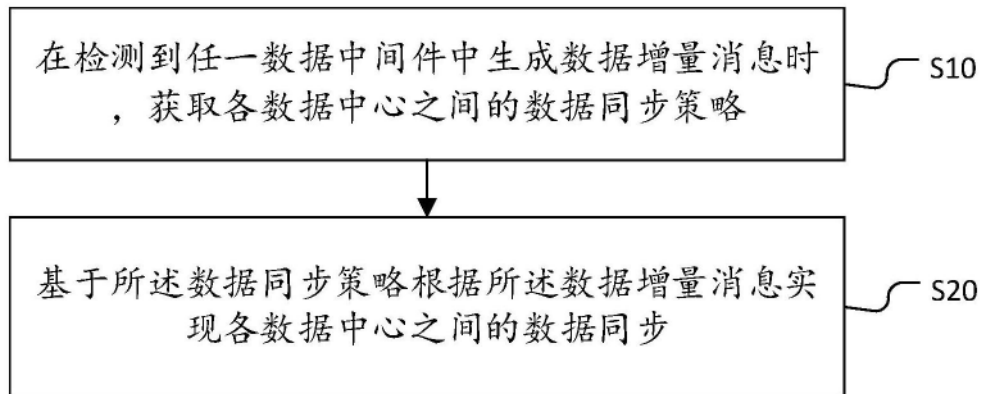 在检测到任一数据中间件中生成数据增量消息时
，获取各数据中心之间的数据同步策略
S10
基于所述数据同步策略根据所述数据增量消息实
现各数据中心之间的数据同步
S20